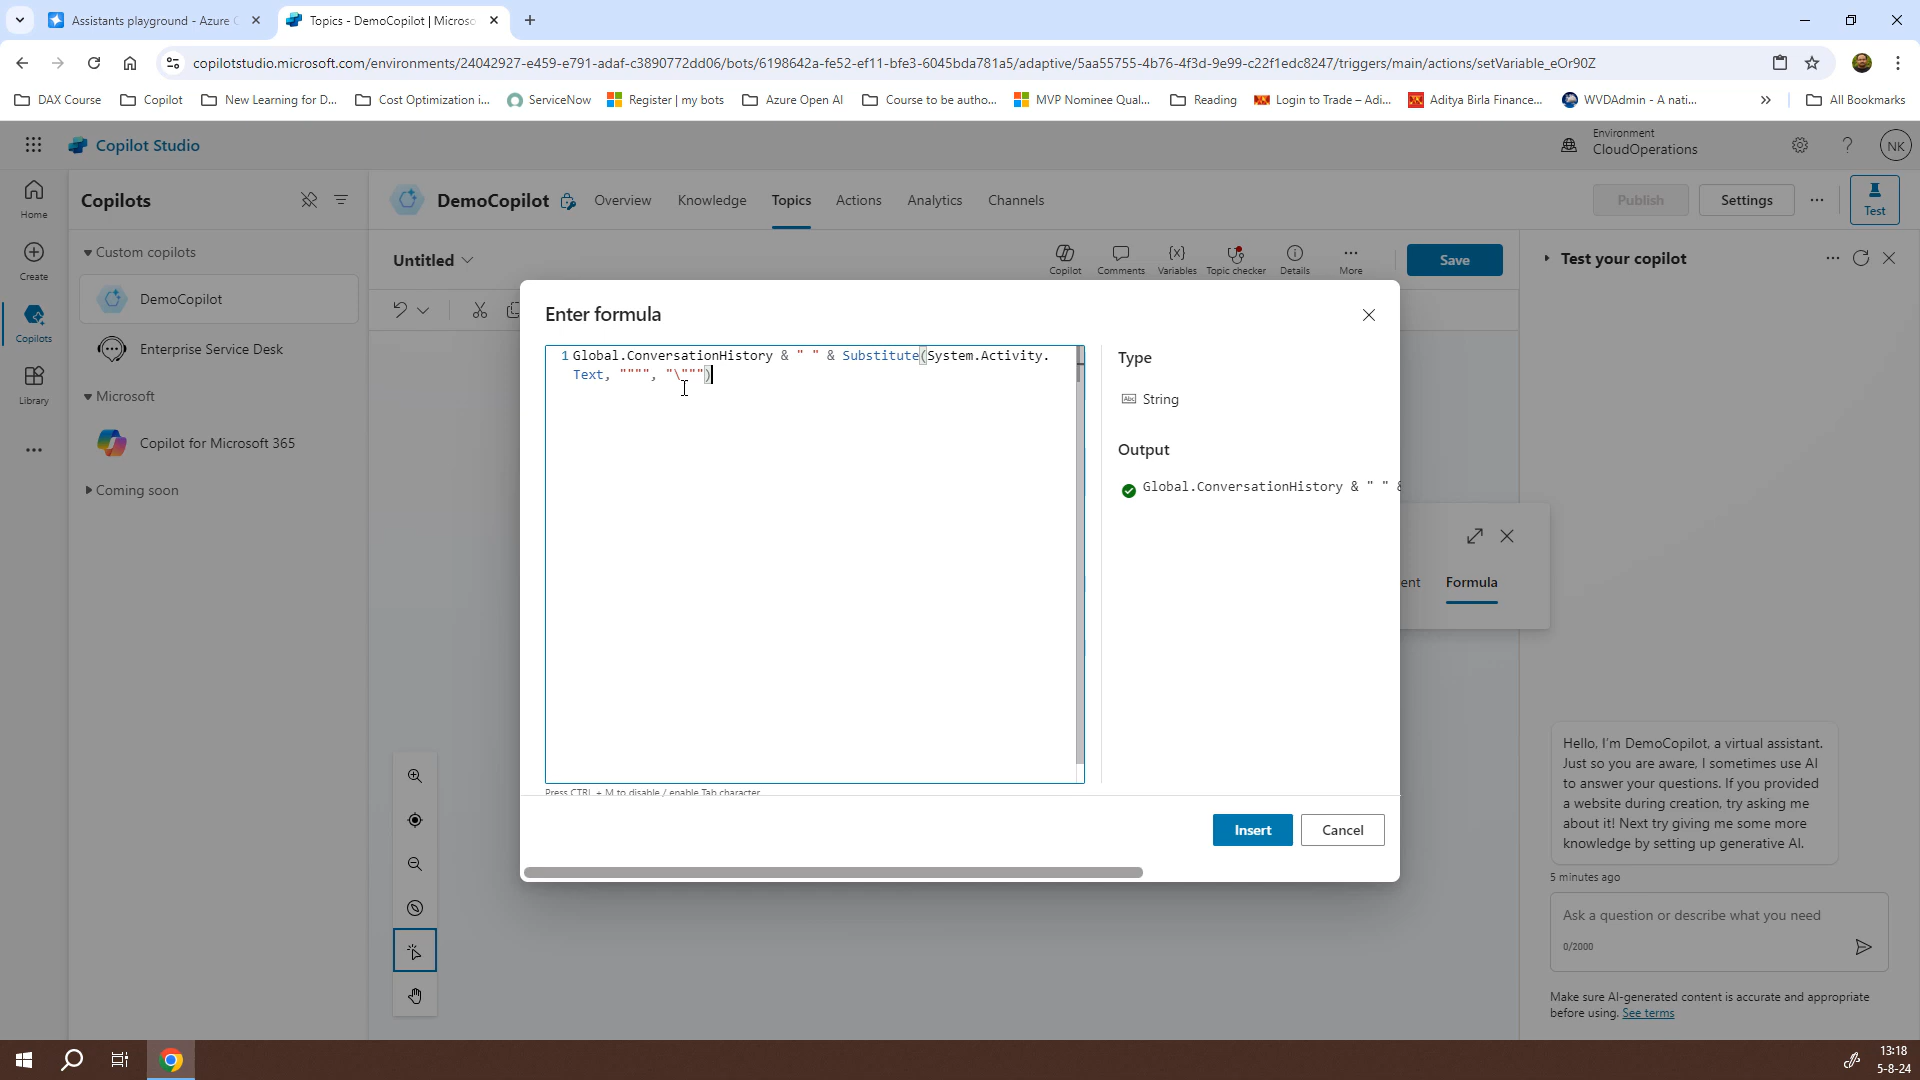 Assistants playground - Azure
Topics - DemoCopilot | Micros
copilotstudio.microsoft.com/environments/24042927-e459-e791-adaf-c3890772dd06/bots/6198642a-fe52-ef11-bfe3-6045bda781a5/adaptive/5aa55755-4b76-4f3d-9e99-c22f1edc8247/triggers/main/actions/setVariable_eOr90Z
DAX Course
Copilot
New Learning for D...
Cost Optimization i...
ServiceNow
Register | my bots
Azure Open AI
Course to be autho...
MVP Nominee Qual...
Reading
Login to Trade – Adi...
Aditya Birla Finance...
WVDAdmin - A nati...
All Bookmarks
Copilot Studio
Environment
CloudOperations
NK
Home
Create
Copilots
Library
Copilots
Custom copilots
DemoCopilot
Enterprise Service Desk
Microsoft
Copilot for Microsoft 365
Coming soon
DemoCopilot
Overview
Knowledge
Topics
Actions
Analytics
Channels
Publish
Settings
Test
Untitled
Copilot
Comments
Variables
Topic checker
Details
More
Save
Test your copilot
Enter formula
1 Global.ConversationHistory & " " & Substitute(System.Activity.
Text, """", "\""")
Press CTRL + M to disable / enable Tab character
Type
Abc String
Output
Global.ConversationHistory & " " &
Insert
Cancel
ent
Formula
Hello, I'm DemoCopilot, a virtual assistant.
Just so you are aware, I sometimes use AI
to answer your questions. If you provided
a website during creation, try asking me
about it! Next try giving me some more
knowledge by setting up generative AI.
5 minutes ago
Ask a question or describe what you need
0/2000
Make sure AI-generated content is accurate and appropriate
before using. See terms
13:18
5-8-24